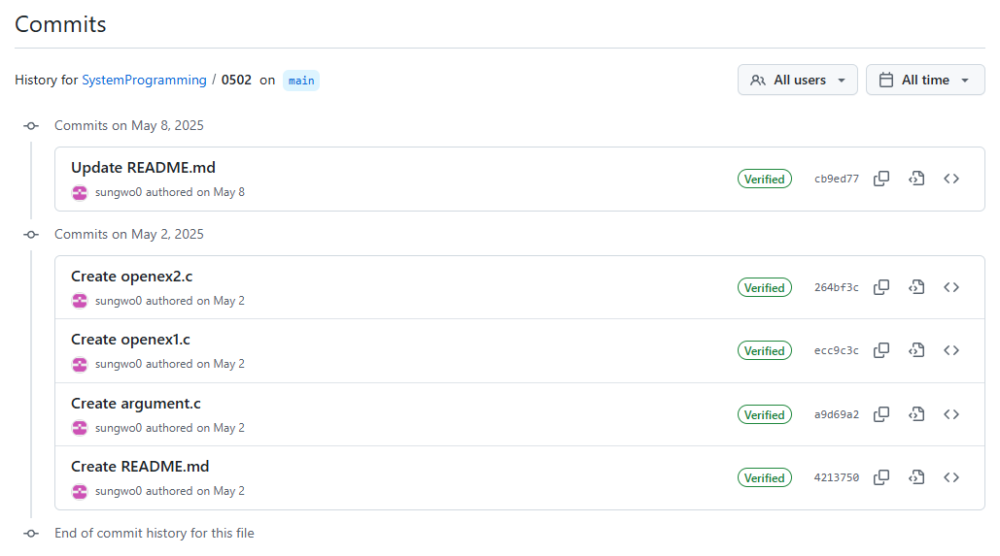 Commits
History for SystemProgramming / 0502 on main
All users
All time
Commits on May 8, 2025
Update README.md
sungwo0 authored on May 8
Verified
cb9ed77
Commits on May 2, 2025
Create openex2.c
sungwo0 authored on May 2
Verified
264bf3c
Create openex1.c
sungwo0 authored on May 2
Verified
ecc9c3c
Create argument.c
sungwo0 authored on May 2
Verified
a9d69a2
Create README.md
sungwo0 authored on May 2
Verified
4213750
End of commit history for this file